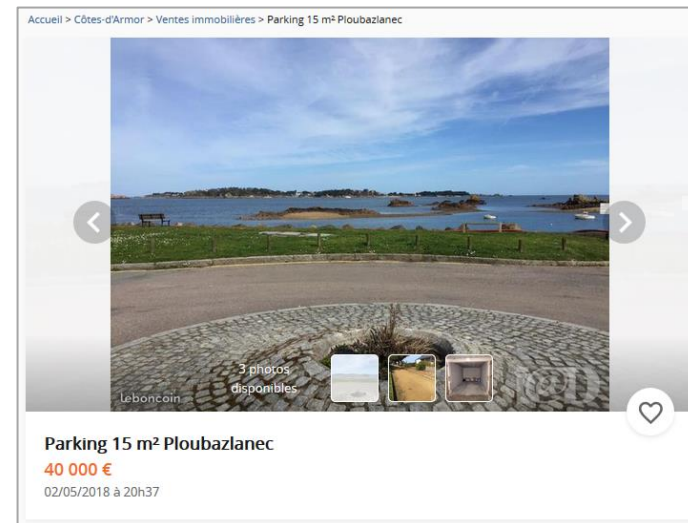 Accueil > Côtes-d'Armor > Ventes immobilières > Parking 15 m² Ploubazlanec
3 photos
disponibles
leboncoin
Parking 15 m² Ploubazlanec
40 000 €
02/05/2018 à 20h37